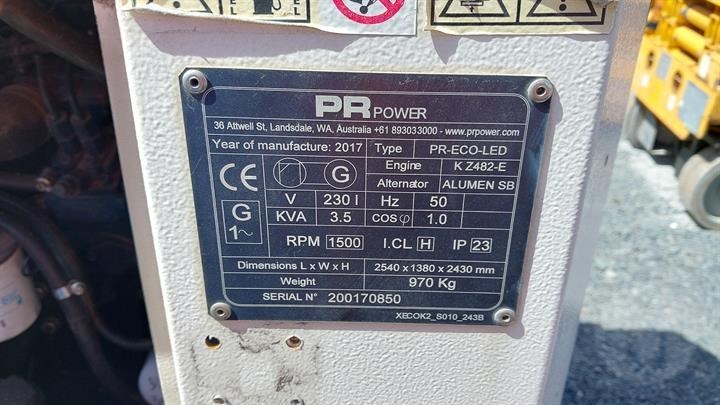 FUEL
PR POWER
36 Attwell St, Landsdale, WA, Australia +61 893033000 - www.prpower.com
Year of manufacture: 2017 Type PR-ECO-LED
Engine K Z482-E
CE G Alternator ALUMEN SB
V 230 I Hz 50
G 1~ KVA 3.5 COSφ 1.0
RPM 1500 I.CL H IP 23
Dimensions L x W x H 2540 x 1380 x 2430 mm
Weight 970 Kg
SERIAL N° 200170850
XECOK2_S010_243B